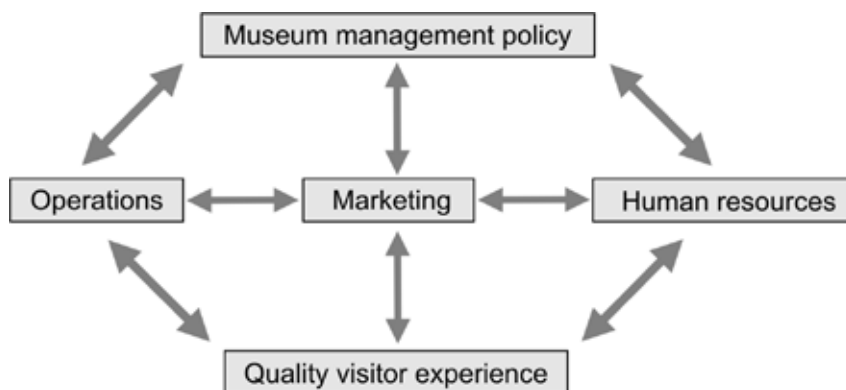 Museum management policy
Operations
Marketing
Human resources
Quality visitor experience